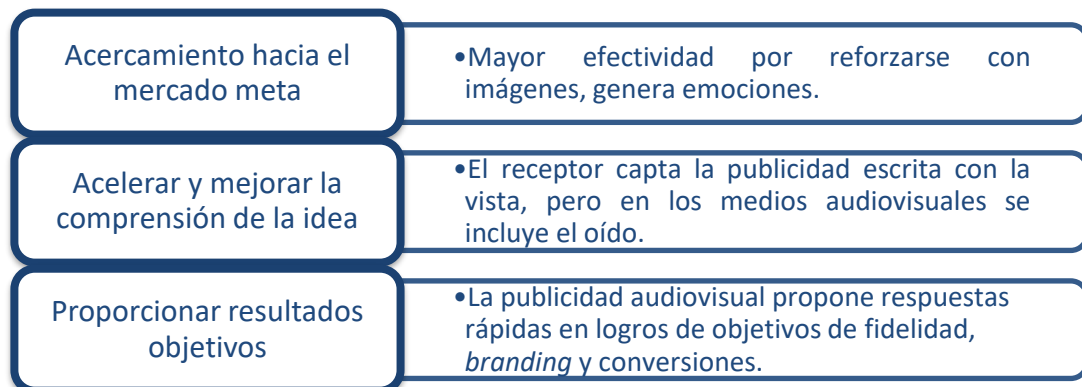 Acercamiento hacia el
mercado meta
•Mayor efectividad por reforzarse con
imágenes, genera emociones.
Acelerar y mejorar la
comprensión de la idea
•El receptor capta la publicidad escrita con la
vista, pero en los medios audiovisuales se
incluye el oído.
Proporcionar resultados
objetivos
•La publicidad audiovisual propone respuestas
rápidas en logros de objetivos de fidelidad,
branding y conversiones.